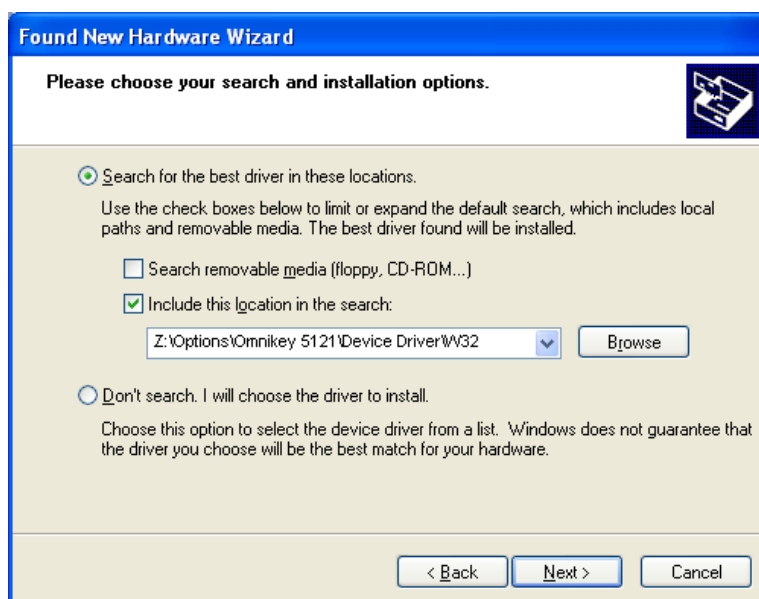 Found New Hardware Wizard
Please choose your search and installation options.
Search for the best driver in these locations.
Use the check boxes below to limit or expand the default search, which includes local
paths and removable media. The best driver found will be installed.
Search removable media (floppy, CD-ROM...)
Include this location in the search:
Z:\Options\Omnikey 5121\Device Driver\W32
Browse
Don't search. I will choose the driver to install.
Choose this option to select the device driver from a list. Windows does not guarantee that
the driver you choose will be the best match for your hardware.
< Back
Next >
Cancel